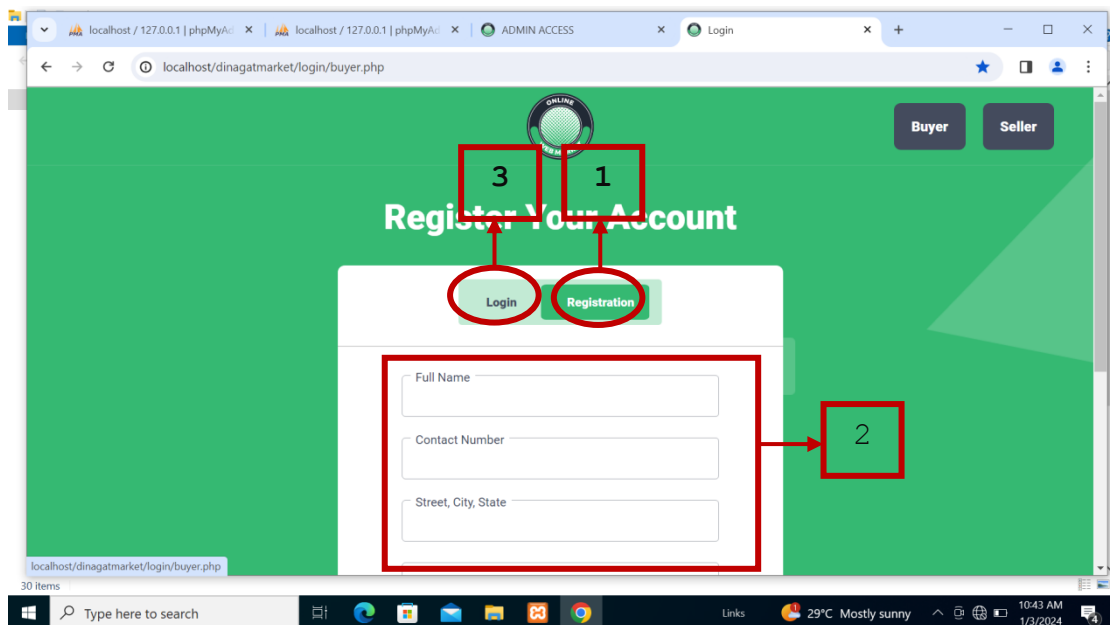 localhost / 127.0.0.1 | phpMyAd
localhost / 127.0.0.1 | phpMyAd
ADMIN ACCESS
Login
localhost/dinagatmarket/login/buyer.php
ONLINE
Buyer
Seller
3
1
Register Your Account
Login
Registration
Full Name
Contact Number
Street, City, State
2
localhost/dinagatmarket/login/buyer.php
30 items
Type here to search
Links
29°C Mostly sunny
10:43 AM
1/3/2024
4